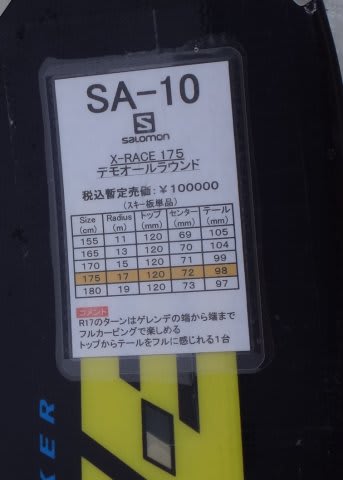 SA-10
S
salomon
X-RACE 175
デモオールラウンド
税込暫定売価：￥100000
(スキー板単品)
Size (cm) Radius (m) トップ (mm) センター (mm) テール (mm)
155 11 120 69 105
165 13 120 70 104
170 15 120 71 99
175 17 120 72 98
180 19 120 73 97
コメント
R17のターンはゲレンデの端から端まで
フルカービングで楽しめる
トップからテールをフルに感じれる1台
KER